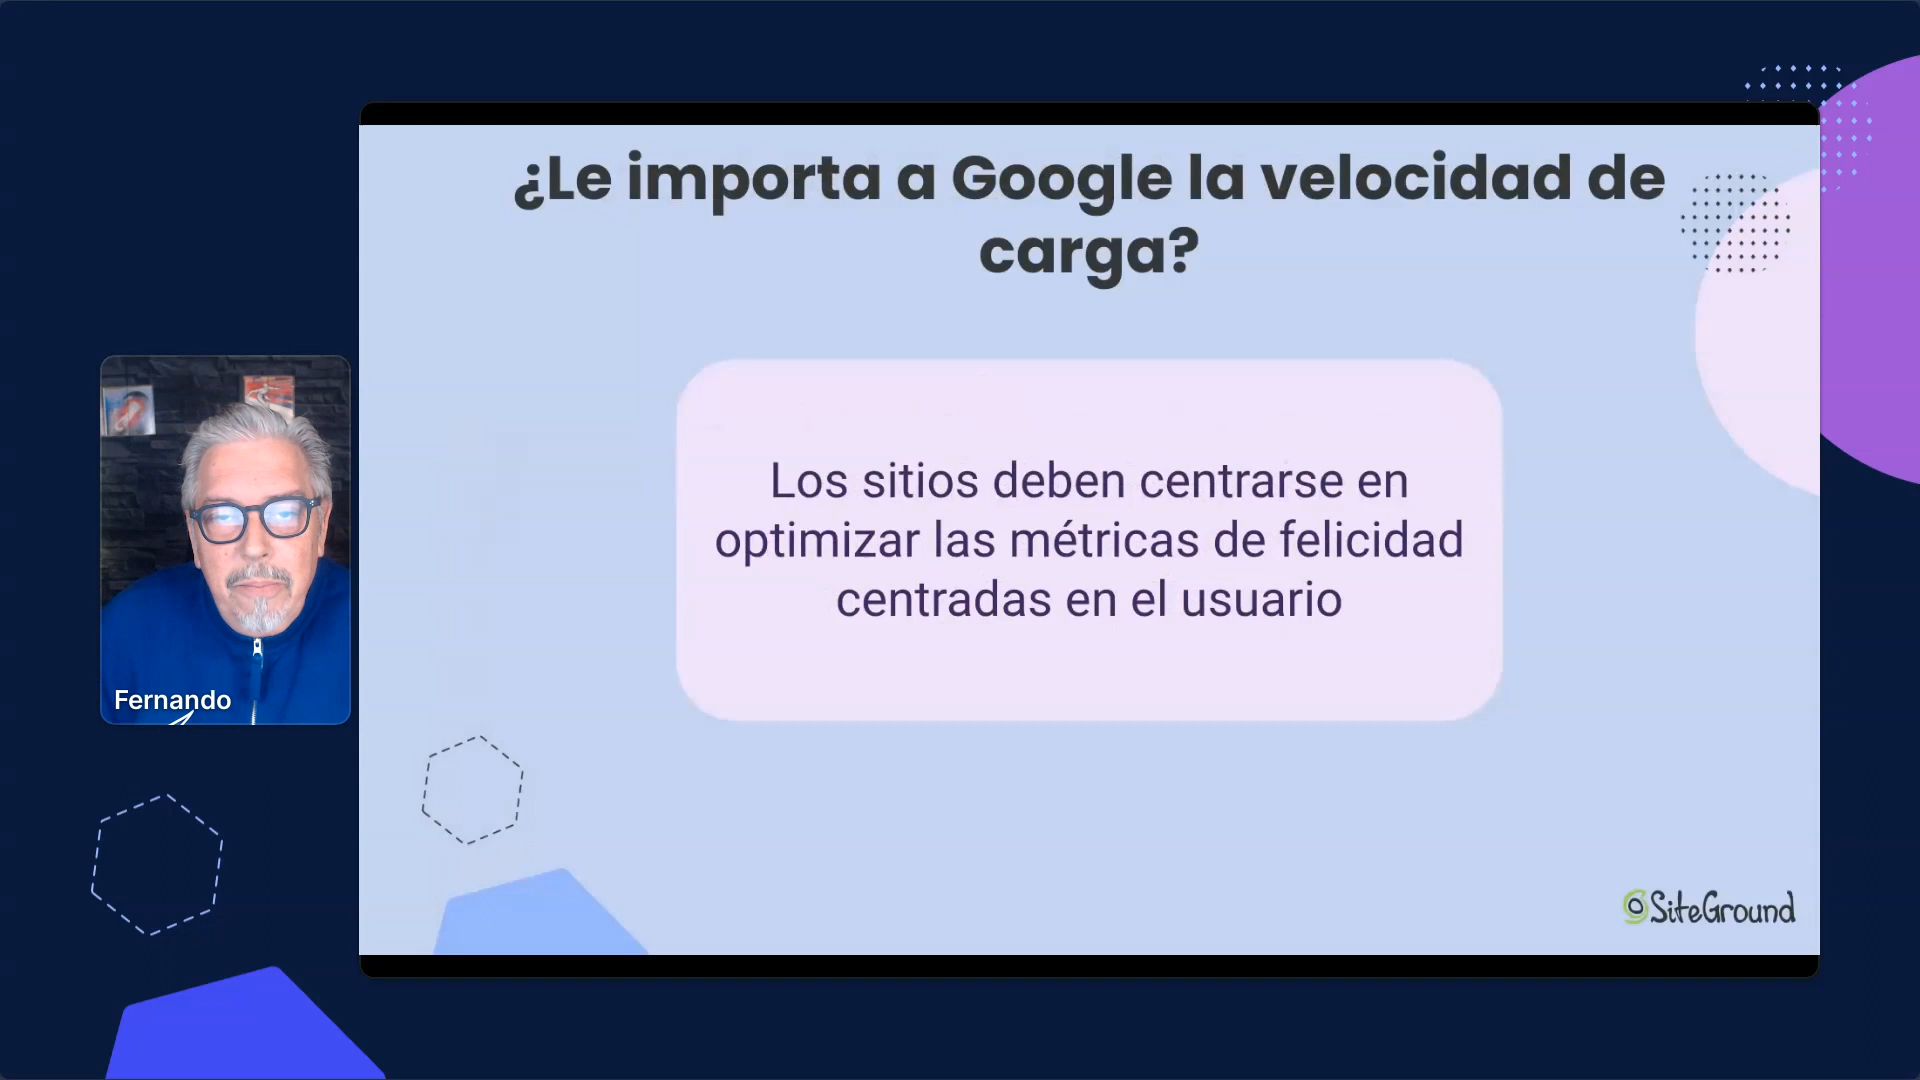 ¿Le importa a Google la velocidad de
carga?
Los sitios deben centrarse en
optimizar las métricas de felicidad
centradas en el usuario
Fernando
SiteGround